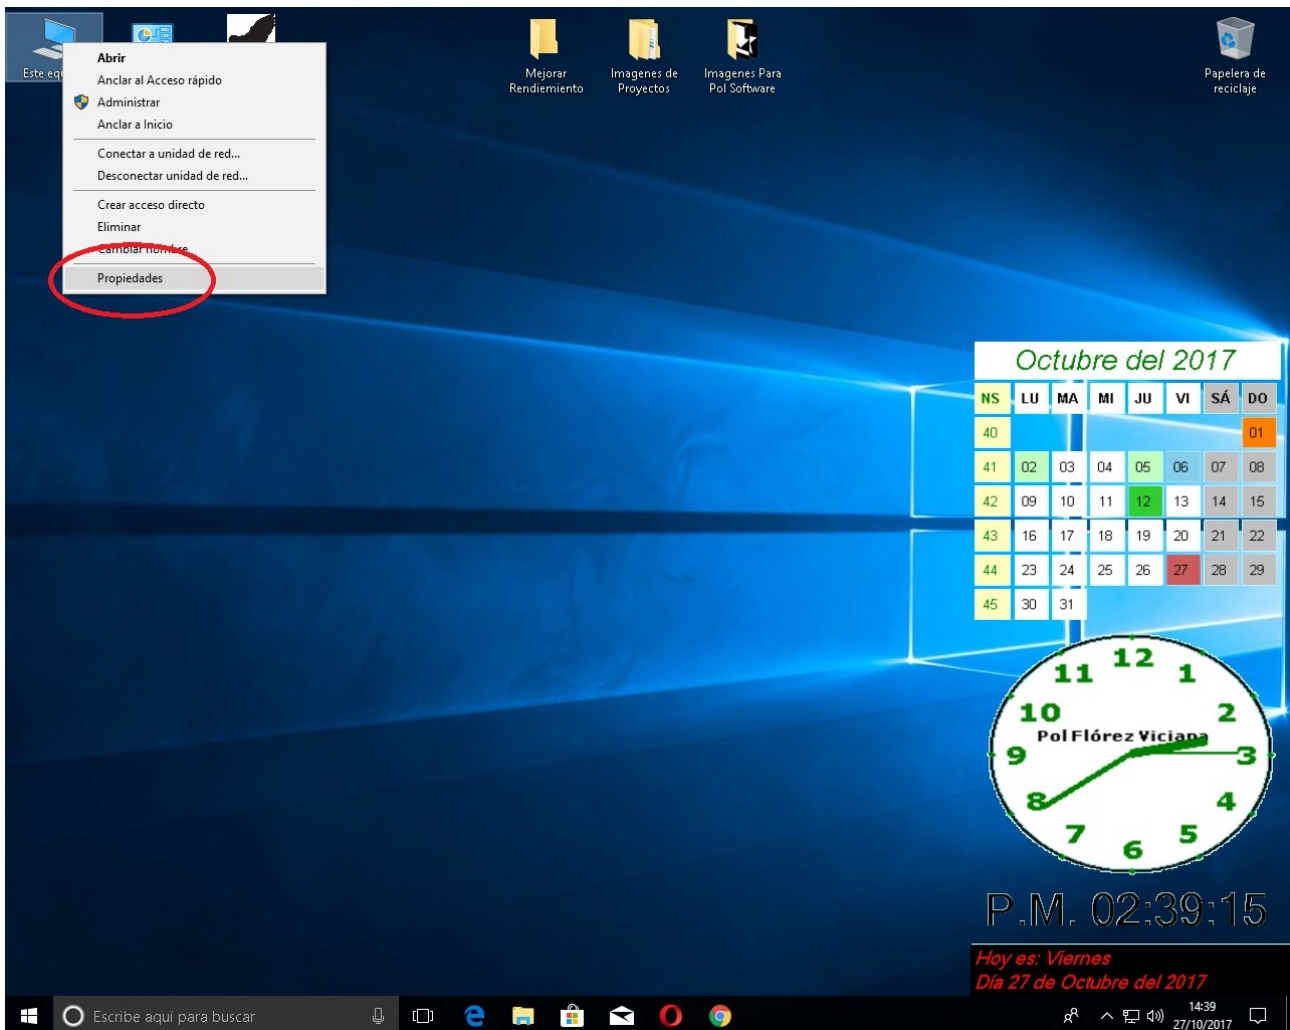 Este eq
Abrir
Anclar al Acceso rápido
Administrar
Anclar a Inicio
Conectar a unidad de red...
Desconectar unidad de red...
Crear acceso directo
Eliminar
Cambiar nombre
Propiedades
Mejorar
Rendiemiento
Imagenes de
Proyectos
Imagenes Para
Pol Software
Papelera de
reciclaje
Octubre del 2017
NS LU MA MI JU VI SÁ DO
40 01
41 02 03 04 05 06 07 08
42 09 10 11 12 13 14 15
43 16 17 18 19 20 21 22
44 23 24 25 26 27 28 29
45 30 31
12
11 1
10 2
Pol Flórez Viciana
9 3
8 4
7 5
6
P.M. 02:39:15
Hoy es: Viernes
Día 27 de Octubre del 2017
Escribe aquí para buscar
14:39
27/10/2017